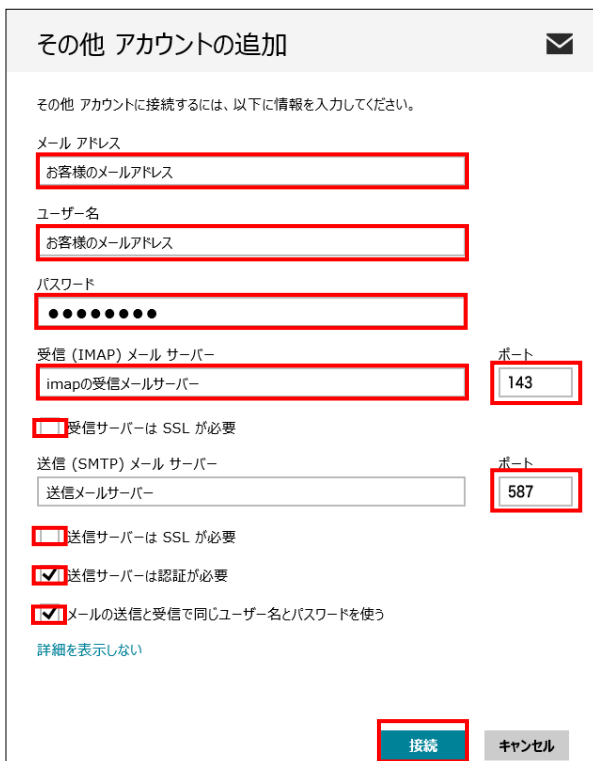 その他 アカウントの追加
その他 アカウントに接続するには、以下に情報を入力してください。
メール アドレス
お客様のメールアドレス
ユーザー名
お客様のメールアドレス
パスワード
●●●●●●●●
受信 (IMAP) メール サーバー ポート
imapの受信メールサーバー 143
受信サーバーは SSL が必要
送信 (SMTP) メール サーバー ポート
送信メールサーバー 587
送信サーバーは SSL が必要
送信サーバーは認証が必要
メールの送信と受信で同じユーザー名とパスワードを使う
詳細を表示しない
接続 キャンセル